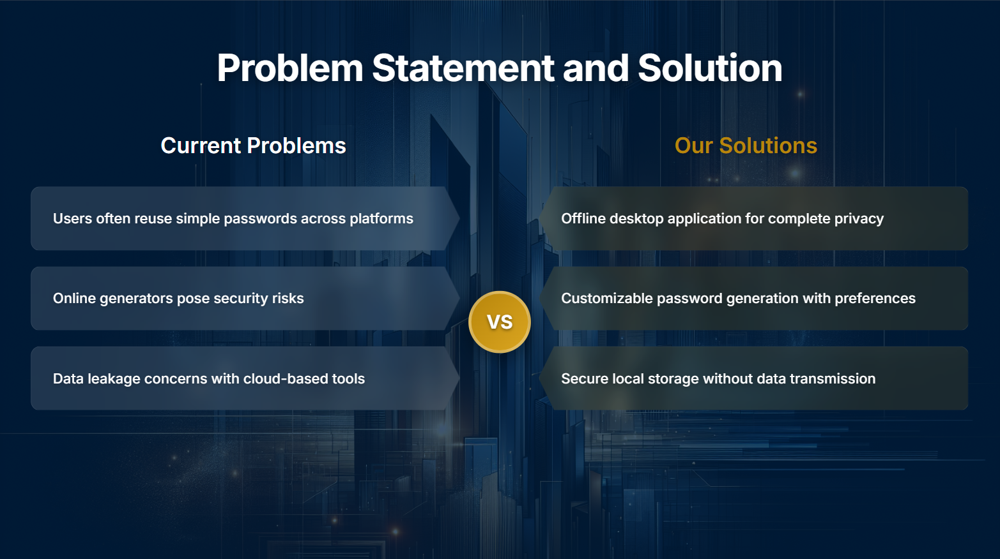 Problem Statement and Solution
Current Problems
Users often reuse simple passwords across platforms
Online generators pose security risks
Data leakage concerns with cloud-based tools
VS
Our Solutions
Offline desktop application for complete privacy
Customizable password generation with preferences
Secure local storage without data transmission